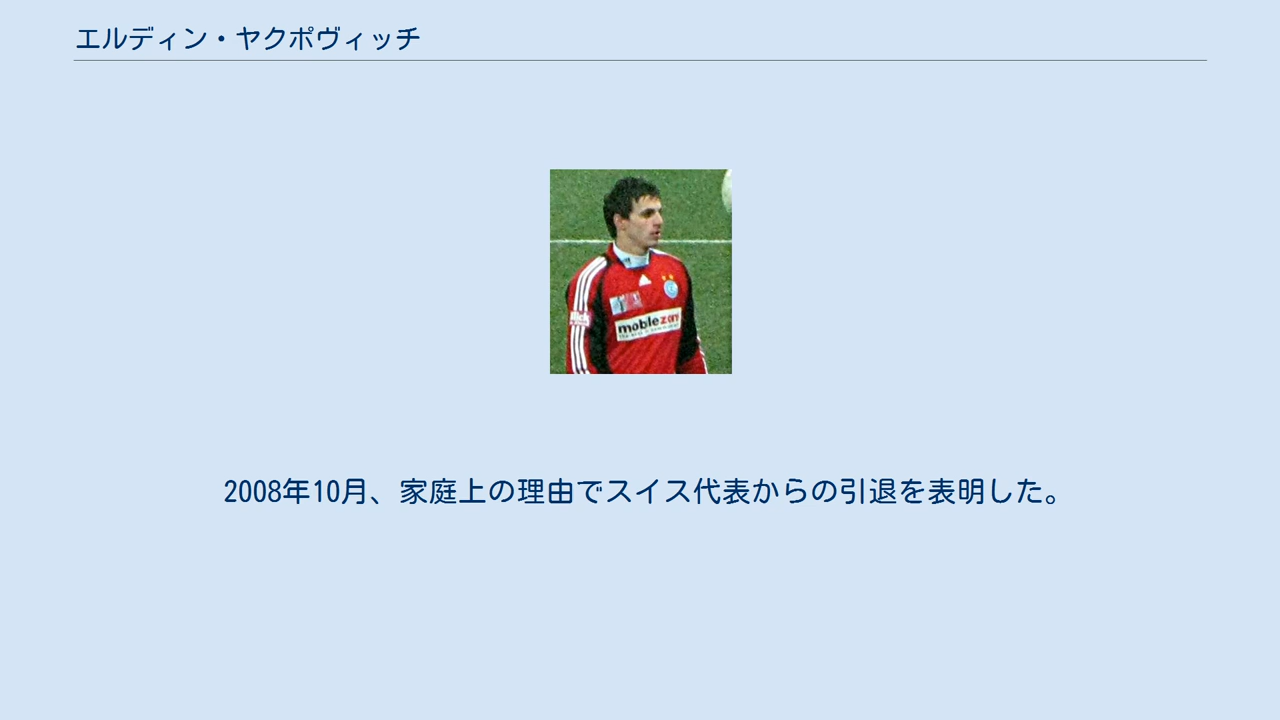 エルディン・ヤクポヴィッチ
moblezon
2008年10月、家庭上の理由でスイス代表からの引退を表明した。